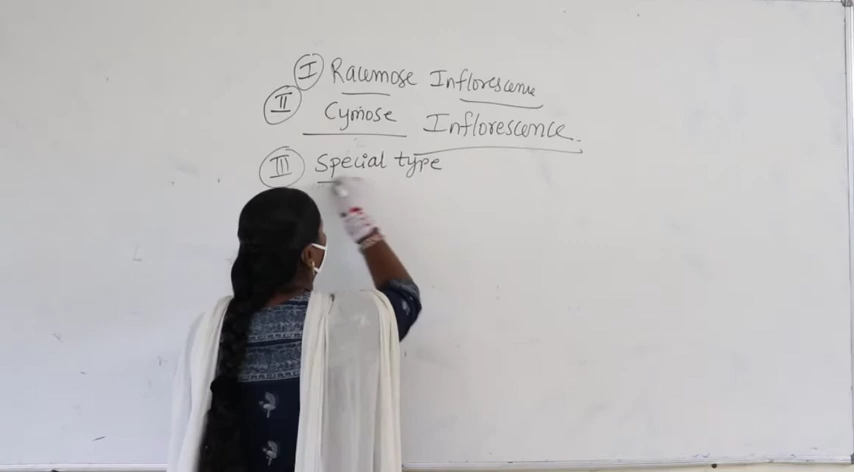 I Racemose Inflorescence
II Cymose Inflorescence
III Special type